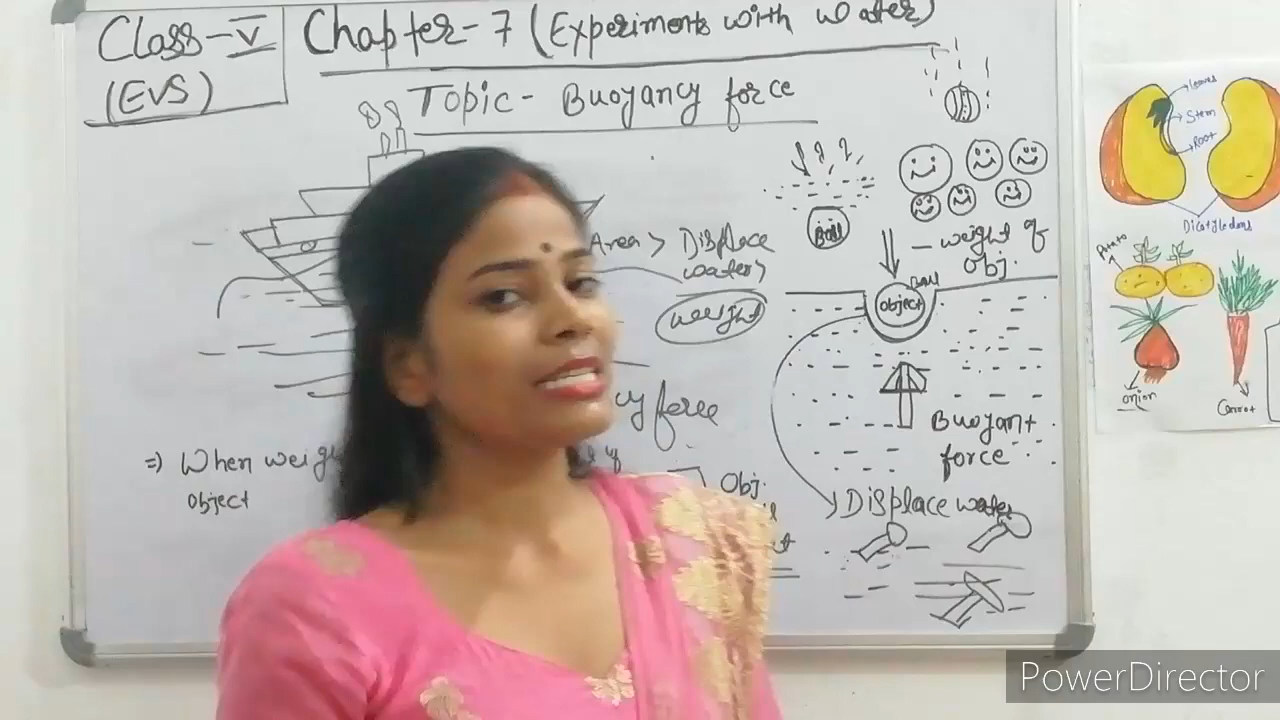 Class-V
(EVS)
Chapter-7 (Experiments with Water)
Topic- Buoyancy force
Area > Displace
water >
weight
Ball
- weight of
Obj.
Ball
object
cy force
Buoyant
force
=> When weigh
object
Obj.
Displace water
leaves
Stem
Root
Dicotyledons
Potato
onion
Carrot
PowerDirector